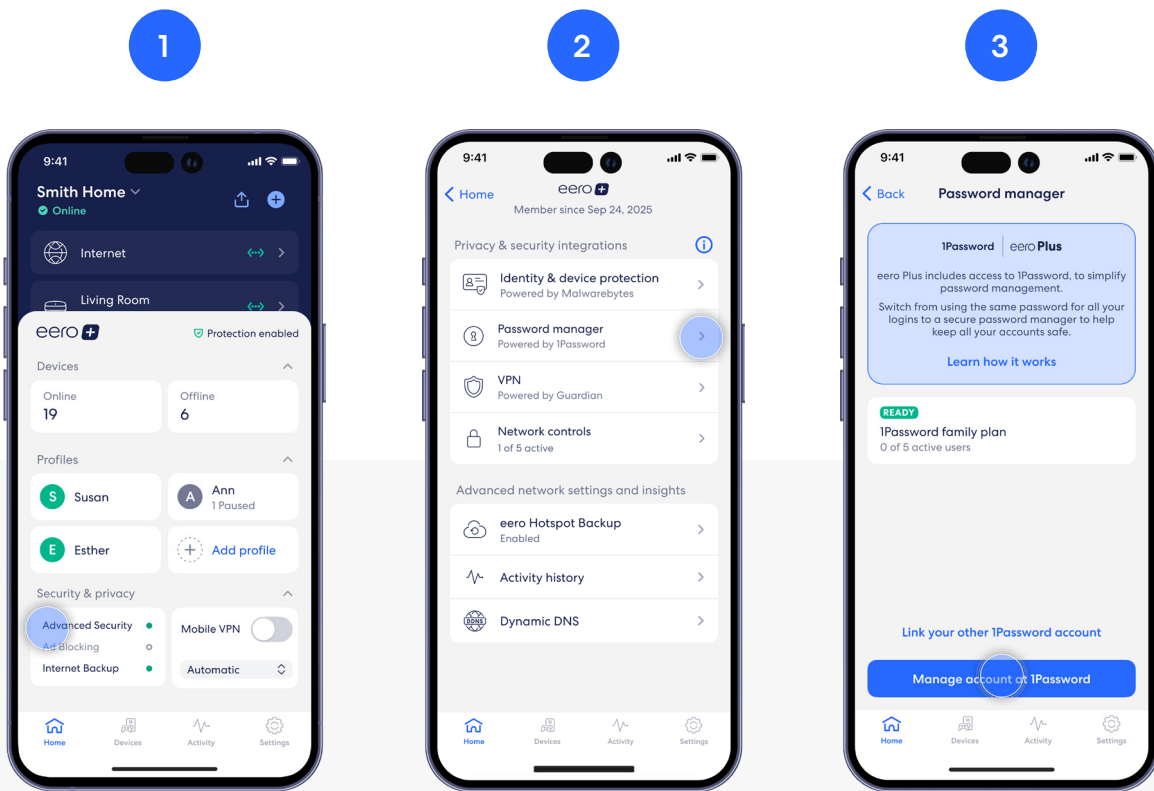 1
9:41
Smith Home
Online
Internet
Living Room
eero +
Protection enabled
Devices
Online
19
Offline
6
Profiles
S Susan
A Ann
1 Paused
E Esther
+ Add profile
Security & privacy
Advanced Security
Ad Blocking
Internet Backup
Mobile VPN
Automatic
Home Devices Activity Settings
2
9:41
Home
eero +
Member since Sep 24, 2025
Privacy & security integrations
Identity & device protection
Powered by Malwarebytes
Password manager
Powered by 1Password
VPN
Powered by Guardian
Network controls
1 of 5 active
Advanced network settings and insights
eero Hotspot Backup
Enabled
Activity history
DDNS Dynamic DNS
Home Devices Activity Settings
3
9:41
Back Password manager
1Password | eero Plus
eero Plus includes access to 1Password, to simplify
password management.
Switch from using the same password for all your
logins to a secure password manager to help
keep all your accounts safe.
Learn how it works
READY
1Password family plan
0 of 5 active users
Link your other 1Password account
Manage account at 1Password
Home Devices Activity Settings